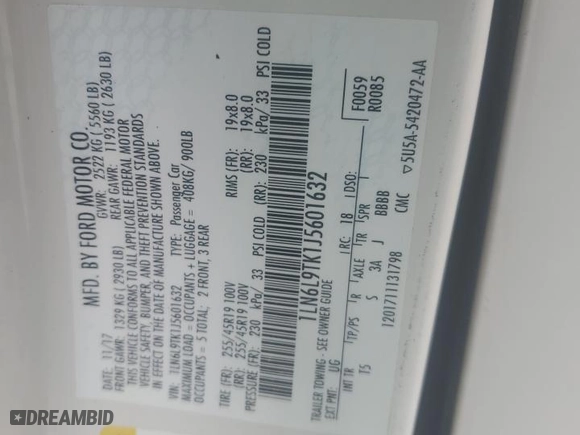 MFD. BY FORD MOTOR CO.
DATE: 11/17 GVWR: 2522 KG ( 5560 LB)
FRONT GAWR: 1329 KG ( 2930 LB) REAR GAWR: 1193 KG ( 2630 LB)
THIS VEHICLE CONFORMS TO ALL APPLICABLE FEDERAL MOTOR
VEHICLE SAFETY, BUMPER, AND THEFT PREVENTION STANDARDS
IN EFFECT ON THE DATE OF MANUFACTURE SHOWN ABOVE.
VIN: 1LN6L9TK1J5601632 TYPE: Passenger Car
MAXIMUM LOAD = OCCUPANTS + LUGGAGE = 408KG/ 900LB
OCCUPANTS = 5 TOTAL; 2 FRONT, 3 REAR
TIRE (FR): 255/45R19 100V RIMS (FR): 19x8.0
(RR): 255/45R19 100V (RR): 19x8.0
PRESSURE (FR): 230 kPa/ 33 PSI COLD (RR): 230 kPa/ 33 PSI COLD
1LN6L9TK1J5601632
TRAILER TOWING - SEE OWNER GUIDE
F0059
R0085
EXT PNT: UG RC: 18 DSO:
INT TR TP/PS R AXLE TR SPR
T5 S 3A J BBBB
1201711131798 CMC ▽5U5A-5420472-AA
DREAMBID